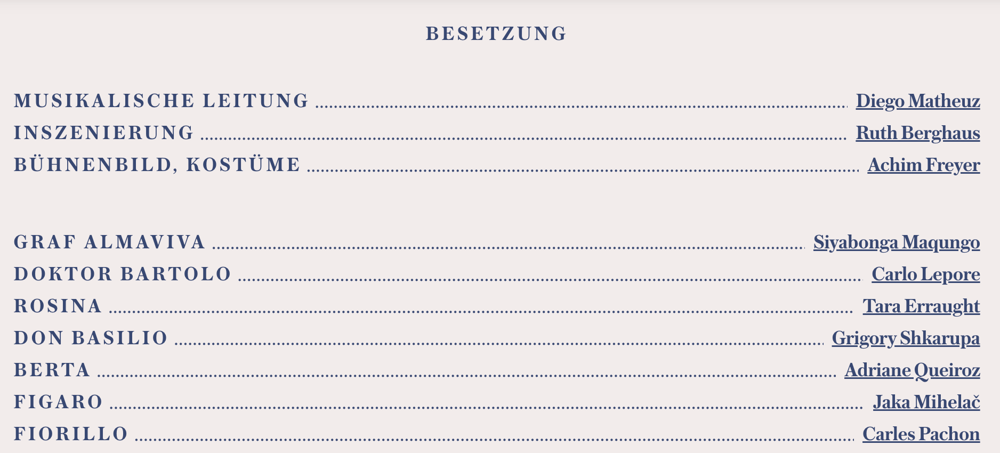 BESETZUNG
MUSIKALISCHE LEITUNG Diego Matheuz
INSZENIERUNG Ruth Berghaus
BÜHNENBILD, KOSTÜME Achim Freyer
GRAF ALMAVIVA Siyabonga Maqungo
DOKTOR BARTOLO Carlo Lepore
ROSINA Tara Erraught
DON BASILIO Grigory Shkarupa
BERTA Adriane Queiroz
FIGARO Jaka Mihelač
FIORILLO Carles Pachon